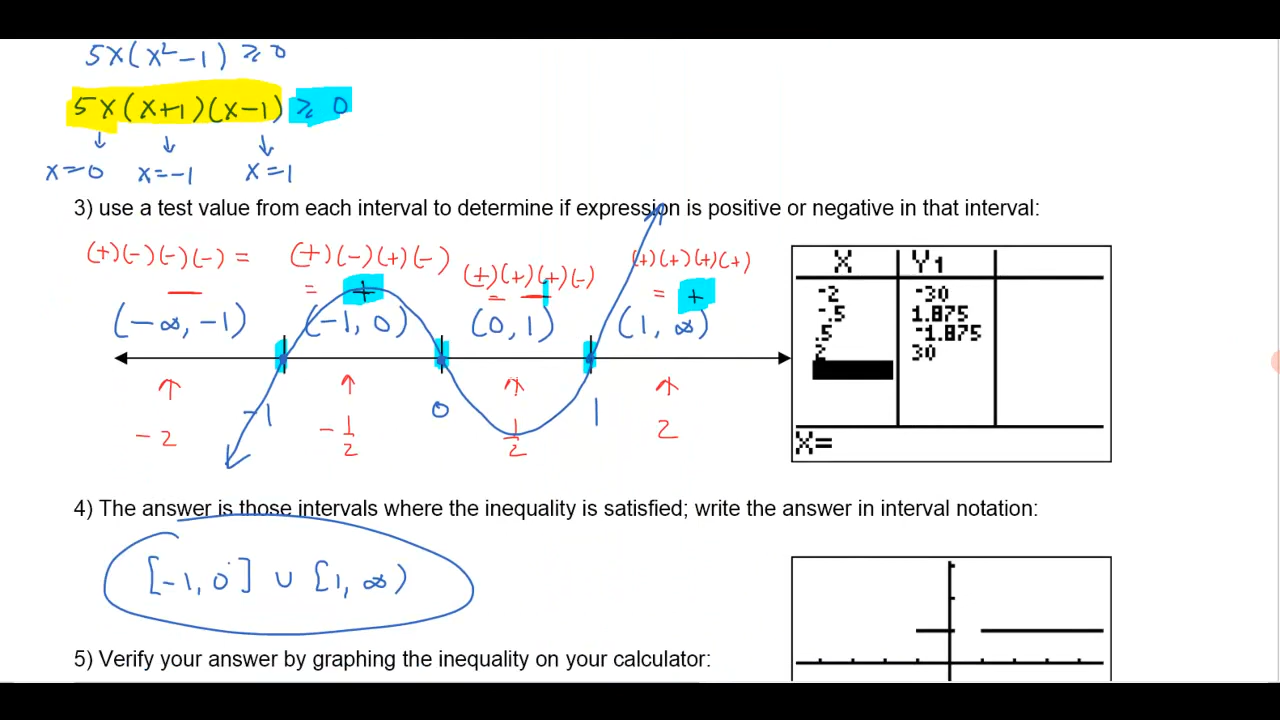 5x(x²-1) ≥ 0
5x(x+1)(x-1) ≥ 0
↓ ↓ ↓
x=0 x=-1 x=1
3) use a test value from each interval to determine if expression is positive or negative in that interval:
(+)(-)(-)(-) = -
(+)(-)(+)(-) = +
(+)(+)(+)(-) = -
(+)(+)(+)(+) = +
(-∞, -1) (-1, 0) (0, 1) (1, ∞)
-1 0 1
-2 -1/2 1/2 2
X Y1
-2 -30
-.5 1.875
.5 -1.875
2 30
X=
4) The answer is those intervals where the inequality is satisfied; write the answer in interval notation:
[-1, 0] ∪ [1, ∞)
5) Verify your answer by graphing the inequality on your calculator: